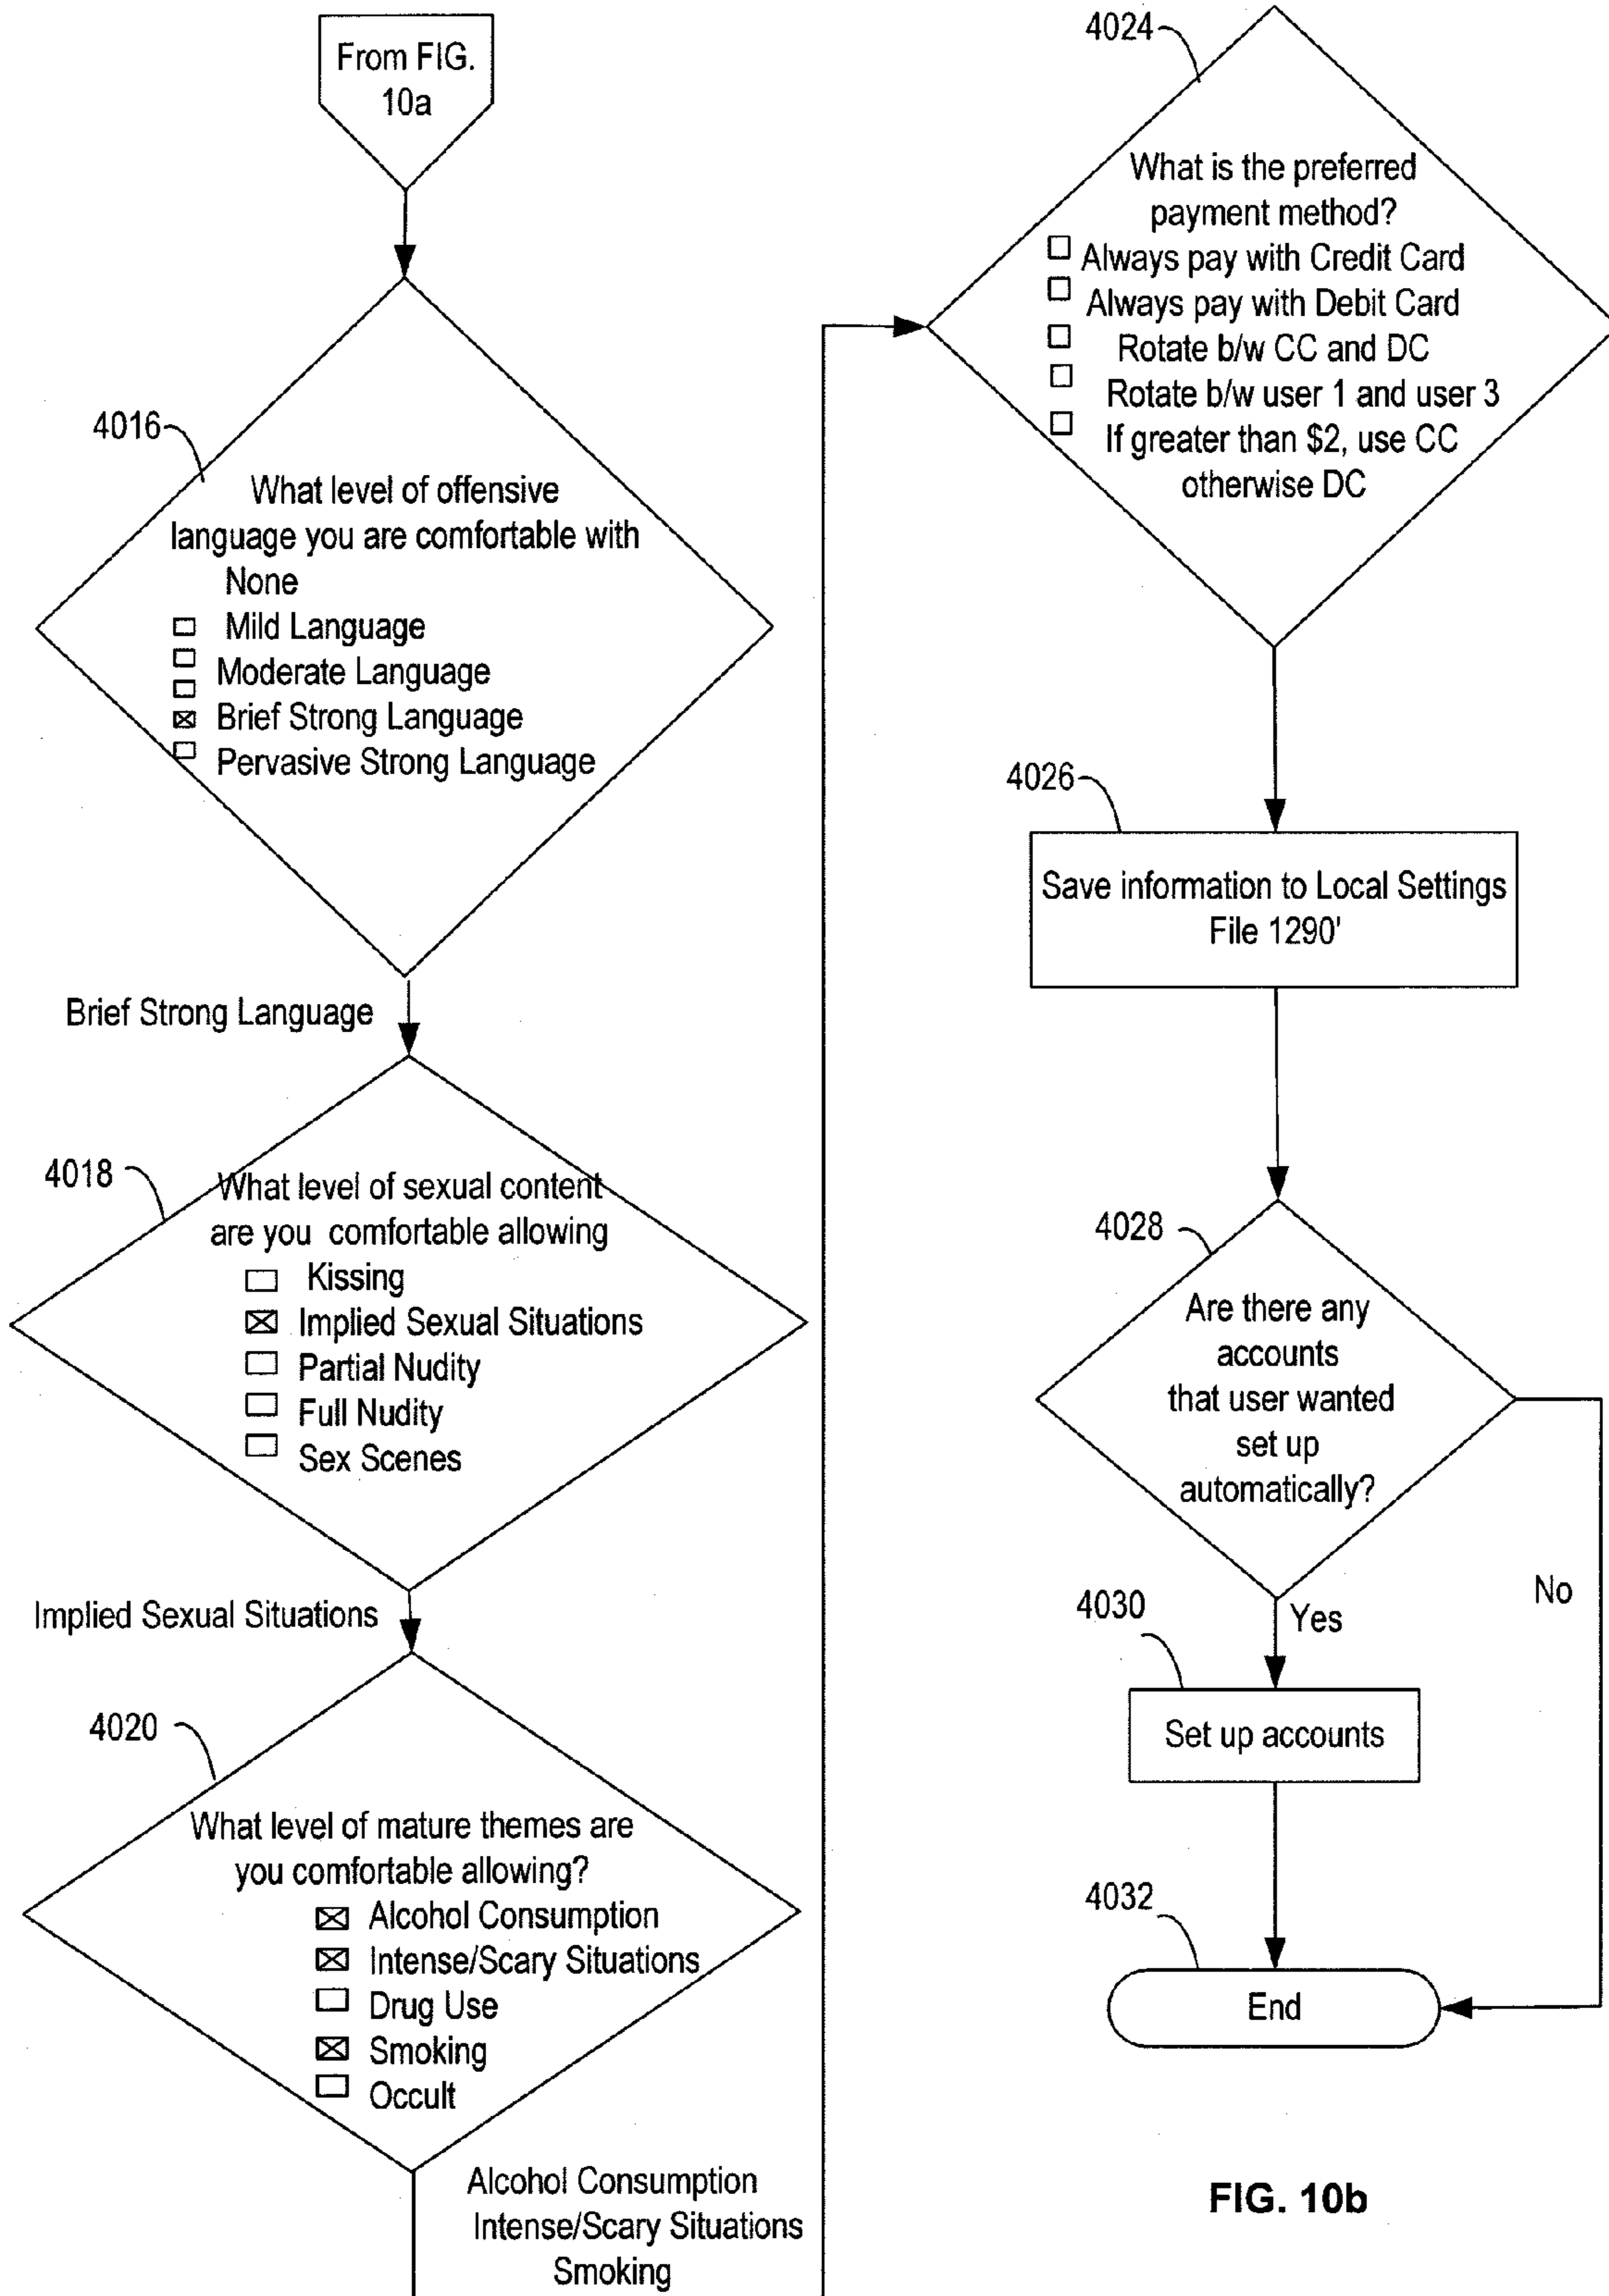 From FIG.
10a
4016
What level of offensive
language you are comfortable with
None
Mild Language
Moderate Language
Brief Strong Language
Pervasive Strong Language
Brief Strong Language
4018
What level of sexual content
are you comfortable allowing
Kissing
Implied Sexual Situations
Partial Nudity
Full Nudity
Sex Scenes
Implied Sexual Situations
4020
What level of mature themes are
you comfortable allowing?
Alcohol Consumption
Intense/Scary Situations
Drug Use
Smoking
Occult
Alcohol Consumption
Intense/Scary Situations
Smoking
4024
What is the preferred
payment method?
Always pay with Credit Card
Always pay with Debit Card
Rotate b/w CC and DC
Rotate b/w user 1 and user 3
If greater than $2, use CC
otherwise DC
4026
Save information to Local Settings
File 1290'
4028
Are there any
accounts
that user wanted
set up
automatically?
No
Yes
4030
Set up accounts
4032
End
FIG. 10b